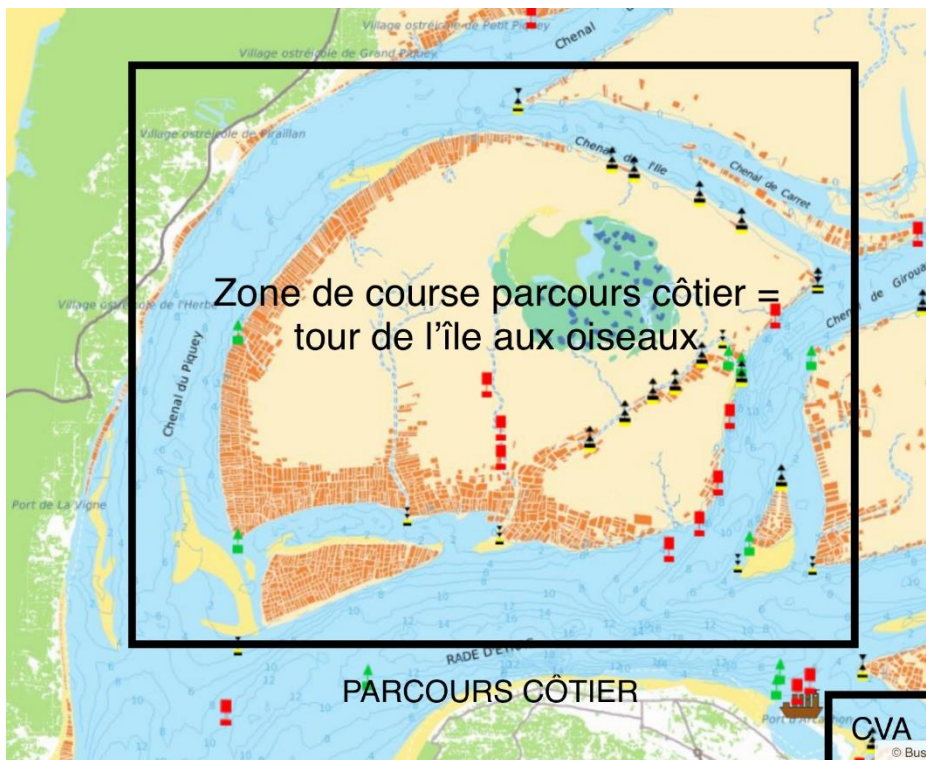 Village ostréicole de Petit Piquey
Chenal
Village ostréicole de Grand Piquey
Village ostréicole de Piraillan
Chenal de l'Ile
Chenal de Carret
Village ostréicole de l'Herbe
Zone de course parcours côtier =
tour de l'île aux oiseaux
Chenal de Giroua
Chenal du Piquey
Port de La Vigne
RADE D'E
PARCOURS CÔTIER
Port d'Arcachon
CVA
© Bus